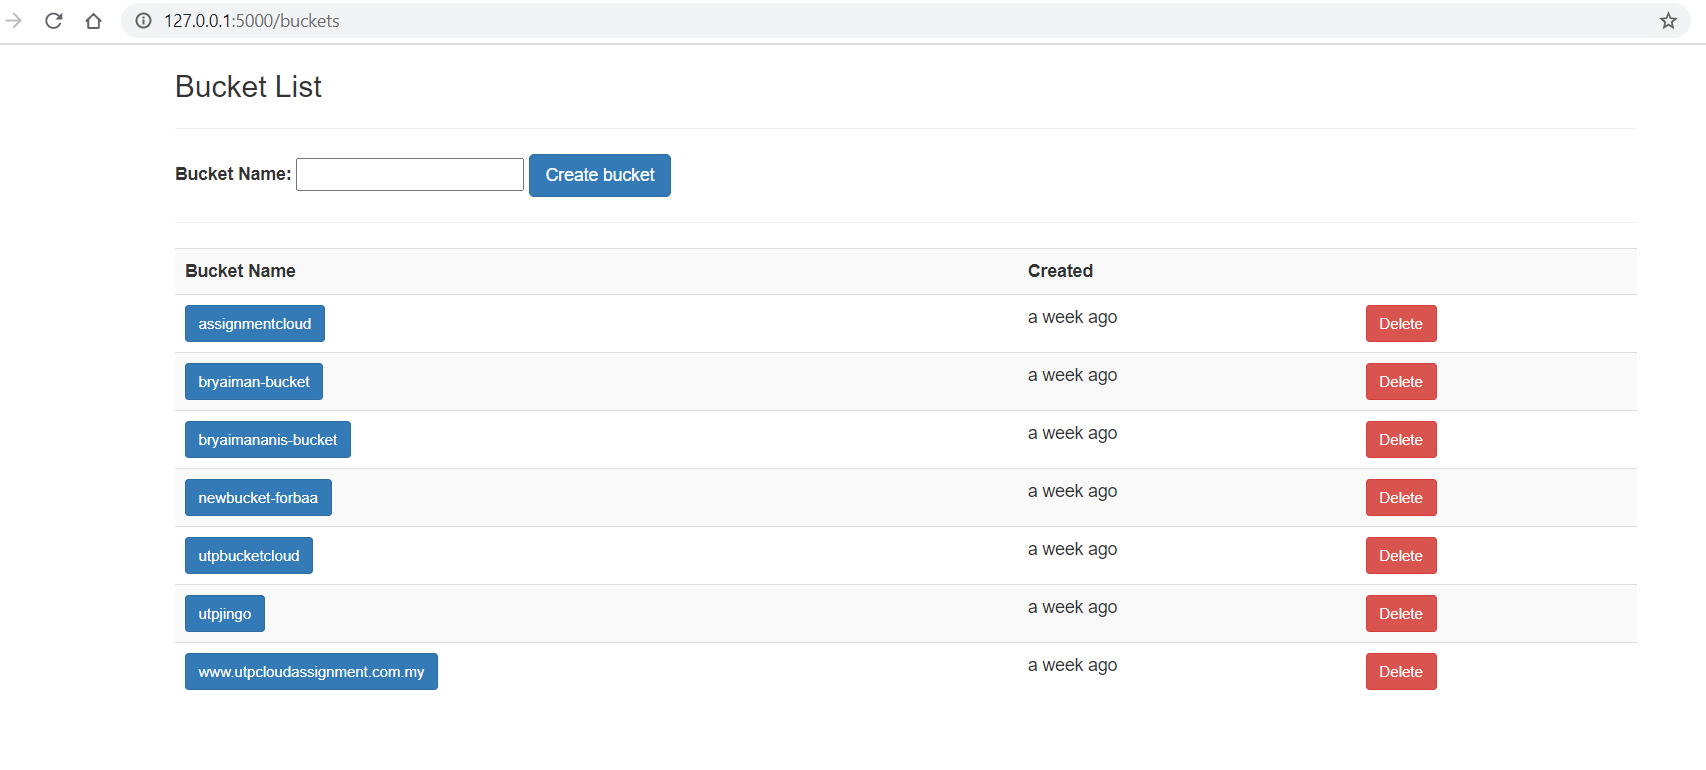 127.0.0.1:5000/buckets
Bucket List
Bucket Name: Create bucket
Bucket Name Created
assignmentcloud a week ago Delete
bryaiman-bucket a week ago Delete
bryaimananis-bucket a week ago Delete
newbucket-forbaa a week ago Delete
utpbucketcloud a week ago Delete
utpjingo a week ago Delete
www.utpcloudassignment.com.my a week ago Delete